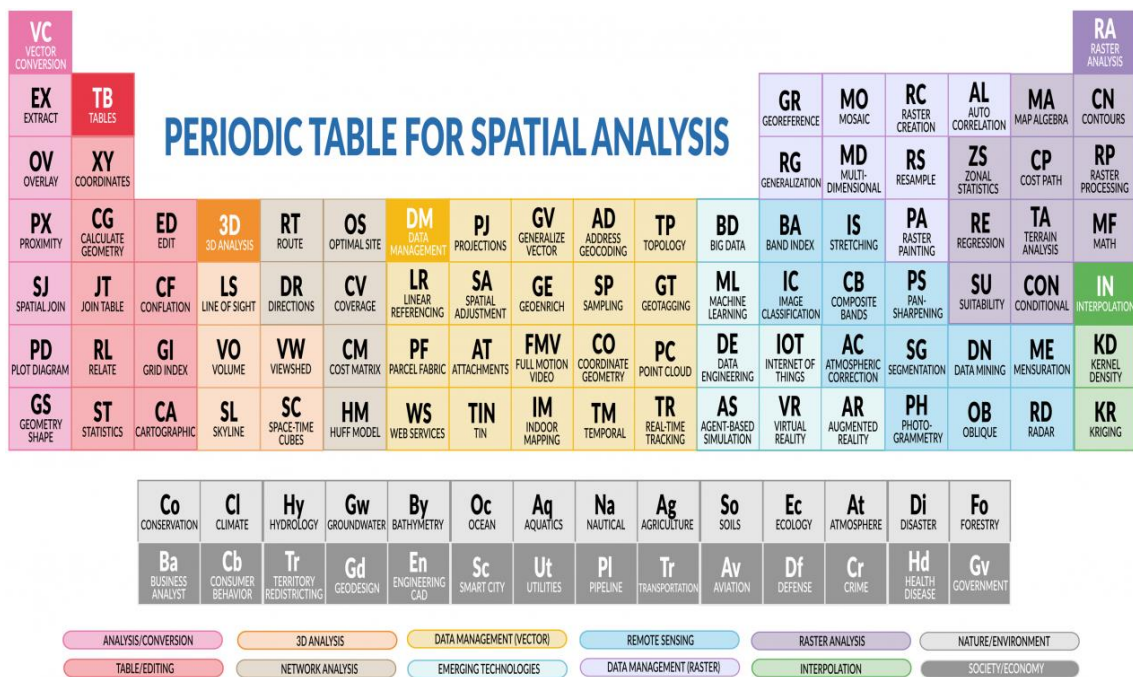 VC
VECTOR
CONVERSION
RA
RASTER
ANALYSIS
EX
EXTRACT
TB
TABLES
PERIODIC TABLE FOR SPATIAL ANALYSIS
GR
GEOREFERENCE
MO
MOSAIC
RC
RASTER
CREATION
AL
AUTO
CORRELATION
MA
MAP ALGEBRA
CN
CONTOURS
OV
OVERLAY
XY
COORDINATES
RG
GENERALIZATION
MD
MULTI-
DIMENSIONAL
RS
RESAMPLE
ZS
ZONAL
STATISTICS
CP
COST PATH
RP
RASTER
PROCESSING
PX
PROXIMITY
CG
CALCULATE
GEOMETRY
ED
EDIT
3D
3D ANALYSIS
RT
ROUTE
OS
OPTIMAL SITE
DM
DATA
MANAGEMENT
PJ
PROJECTIONS
GV
GENERALIZE
VECTOR
AD
ADDRESS
GEOCODING
TP
TOPOLOGY
BD
BIG DATA
BA
BAND INDEX
IS
STRETCHING
PA
RASTER
PAINTING
RE
REGRESSION
TA
TERRAIN
ANALYSIS
MF
MATH
SJ
SPATIAL JOIN
JT
JOIN TABLE
CF
CONFLATION
LS
LINE OF SIGHT
DR
DIRECTIONS
CV
COVERAGE
LR
LINEAR
REFERENCING
SA
SPATIAL
ADJUSTMENT
GE
GEOENRICH
SP
SAMPLING
GT
GEOTAGGING
ML
MACHINE
LEARNING
IC
IMAGE
CLASSIFICATION
CB
COMPOSITE
BANDS
PS
PAN-
SHARPENING
SU
SUITABILITY
CON
CONDITIONAL
IN
INTERPOLATION
PD
PLOT DIAGRAM
RL
RELATE
GI
GRID INDEX
VO
VOLUME
VW
VIEWSHED
CM
COST MATRIX
PF
PARCEL FABRIC
AT
ATTACHMENTS
FMV
FULL MOTION
VIDEO
CO
COORDINATE
GEOMETRY
PC
POINT CLOUD
DE
DATA
ENGINEERING
IOT
INTERNET OF
THINGS
AC
ATMOSPHERIC
CORRECTION
SG
SEGMENTATION
DN
DATA MINING
ME
MENSURATION
KD
KERNEL
DENSITY
GS
GEOMETRY
SHAPE
ST
STATISTICS
CA
CARTOGRAPHIC
SL
SKYLINE
SC
SPACE-TIME
CUBES
HM
HUFF MODEL
WS
WEB SERVICES
TIN
TIN
IM
INDOOR
MAPPING
TM
TEMPORAL
TR
REAL-TIME
TRACKING
AS
AGENT-BASED
SIMULATION
VR
VIRTUAL
REALITY
AR
AUGMENTED
REALITY
PH
PHOTO-
GRAMMETRY
OB
OBLIQUE
RD
RADAR
KR
KRIGING
Co
CONSERVATION
Cl
CLIMATE
Hy
HYDROLOGY
Gw
GROUNDWATER
By
BATHYMETRY
Oc
OCEAN
Aq
AQUATICS
Na
NAUTICAL
Ag
AGRICULTURE
So
SOILS
Ec
ECOLOGY
At
ATMOSPHERE
Di
DISASTER
Fo
FORESTRY
Ba
BUSINESS
ANALYST
Cb
CONSUMER
BEHAVIOR
Tr
TERRITORY
REDISTRICTING
Gd
GEODESIGN
En
ENGINEERING
CAD
Sc
SMART CITY
Ut
UTILITIES
Pl
PIPELINE
Tr
TRANSPORTATION
Av
AVIATION
Df
DEFENSE
Cr
CRIME
Hd
HEALTH
DISEASE
Gv
GOVERNMENT
ANALYSIS/CONVERSION
3D ANALYSIS
DATA MANAGEMENT (VECTOR)
REMOTE SENSING
RASTER ANALYSIS
NATURE/ENVIRONMENT
TABLE/EDITING
NETWORK ANALYSIS
EMERGING TECHNOLOGIES
DATA MANAGEMENT (RASTER)
INTERPOLATION
SOCIETY/ECONOMY